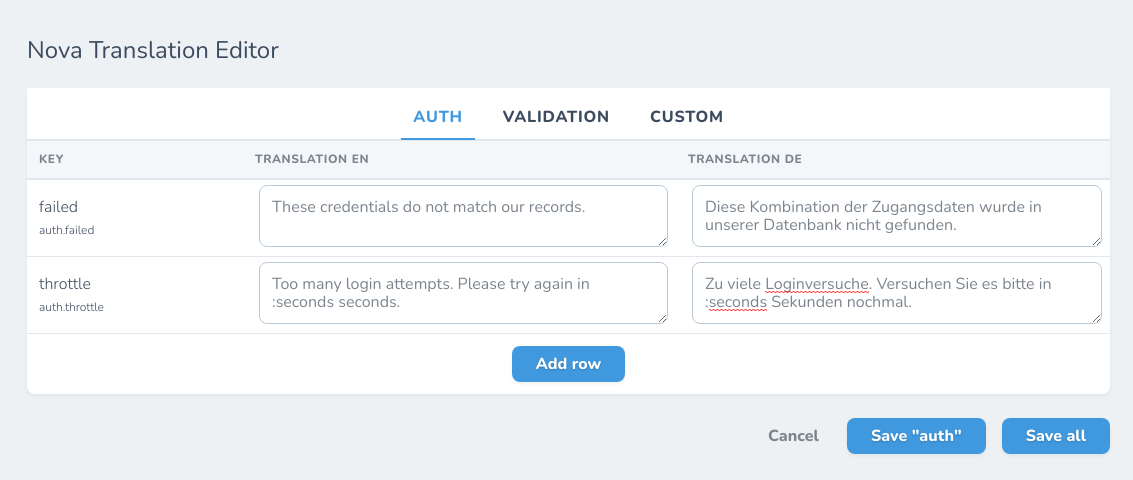 Nova Translation Editor
AUTH VALIDATION CUSTOM
KEY TRANSLATION EN TRANSLATION DE
failed
auth.failed
These credentials do not match our records.
Diese Kombination der Zugangsdaten wurde in
unserer Datenbank nicht gefunden.
throttle
auth.throttle
Too many login attempts. Please try again in
:seconds seconds.
Zu viele Loginversuche. Versuchen Sie es bitte in
:seconds Sekunden nochmal.
Add row
Cancel Save "auth" Save all